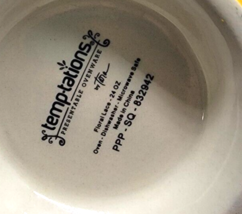 temp-tations
PRESENTABLE OVENWARE
by Tara
Floral Lace - 24 OZ
Oven - Dishwasher - Microwave Safe
Made in China
PPP - SQ - 832942